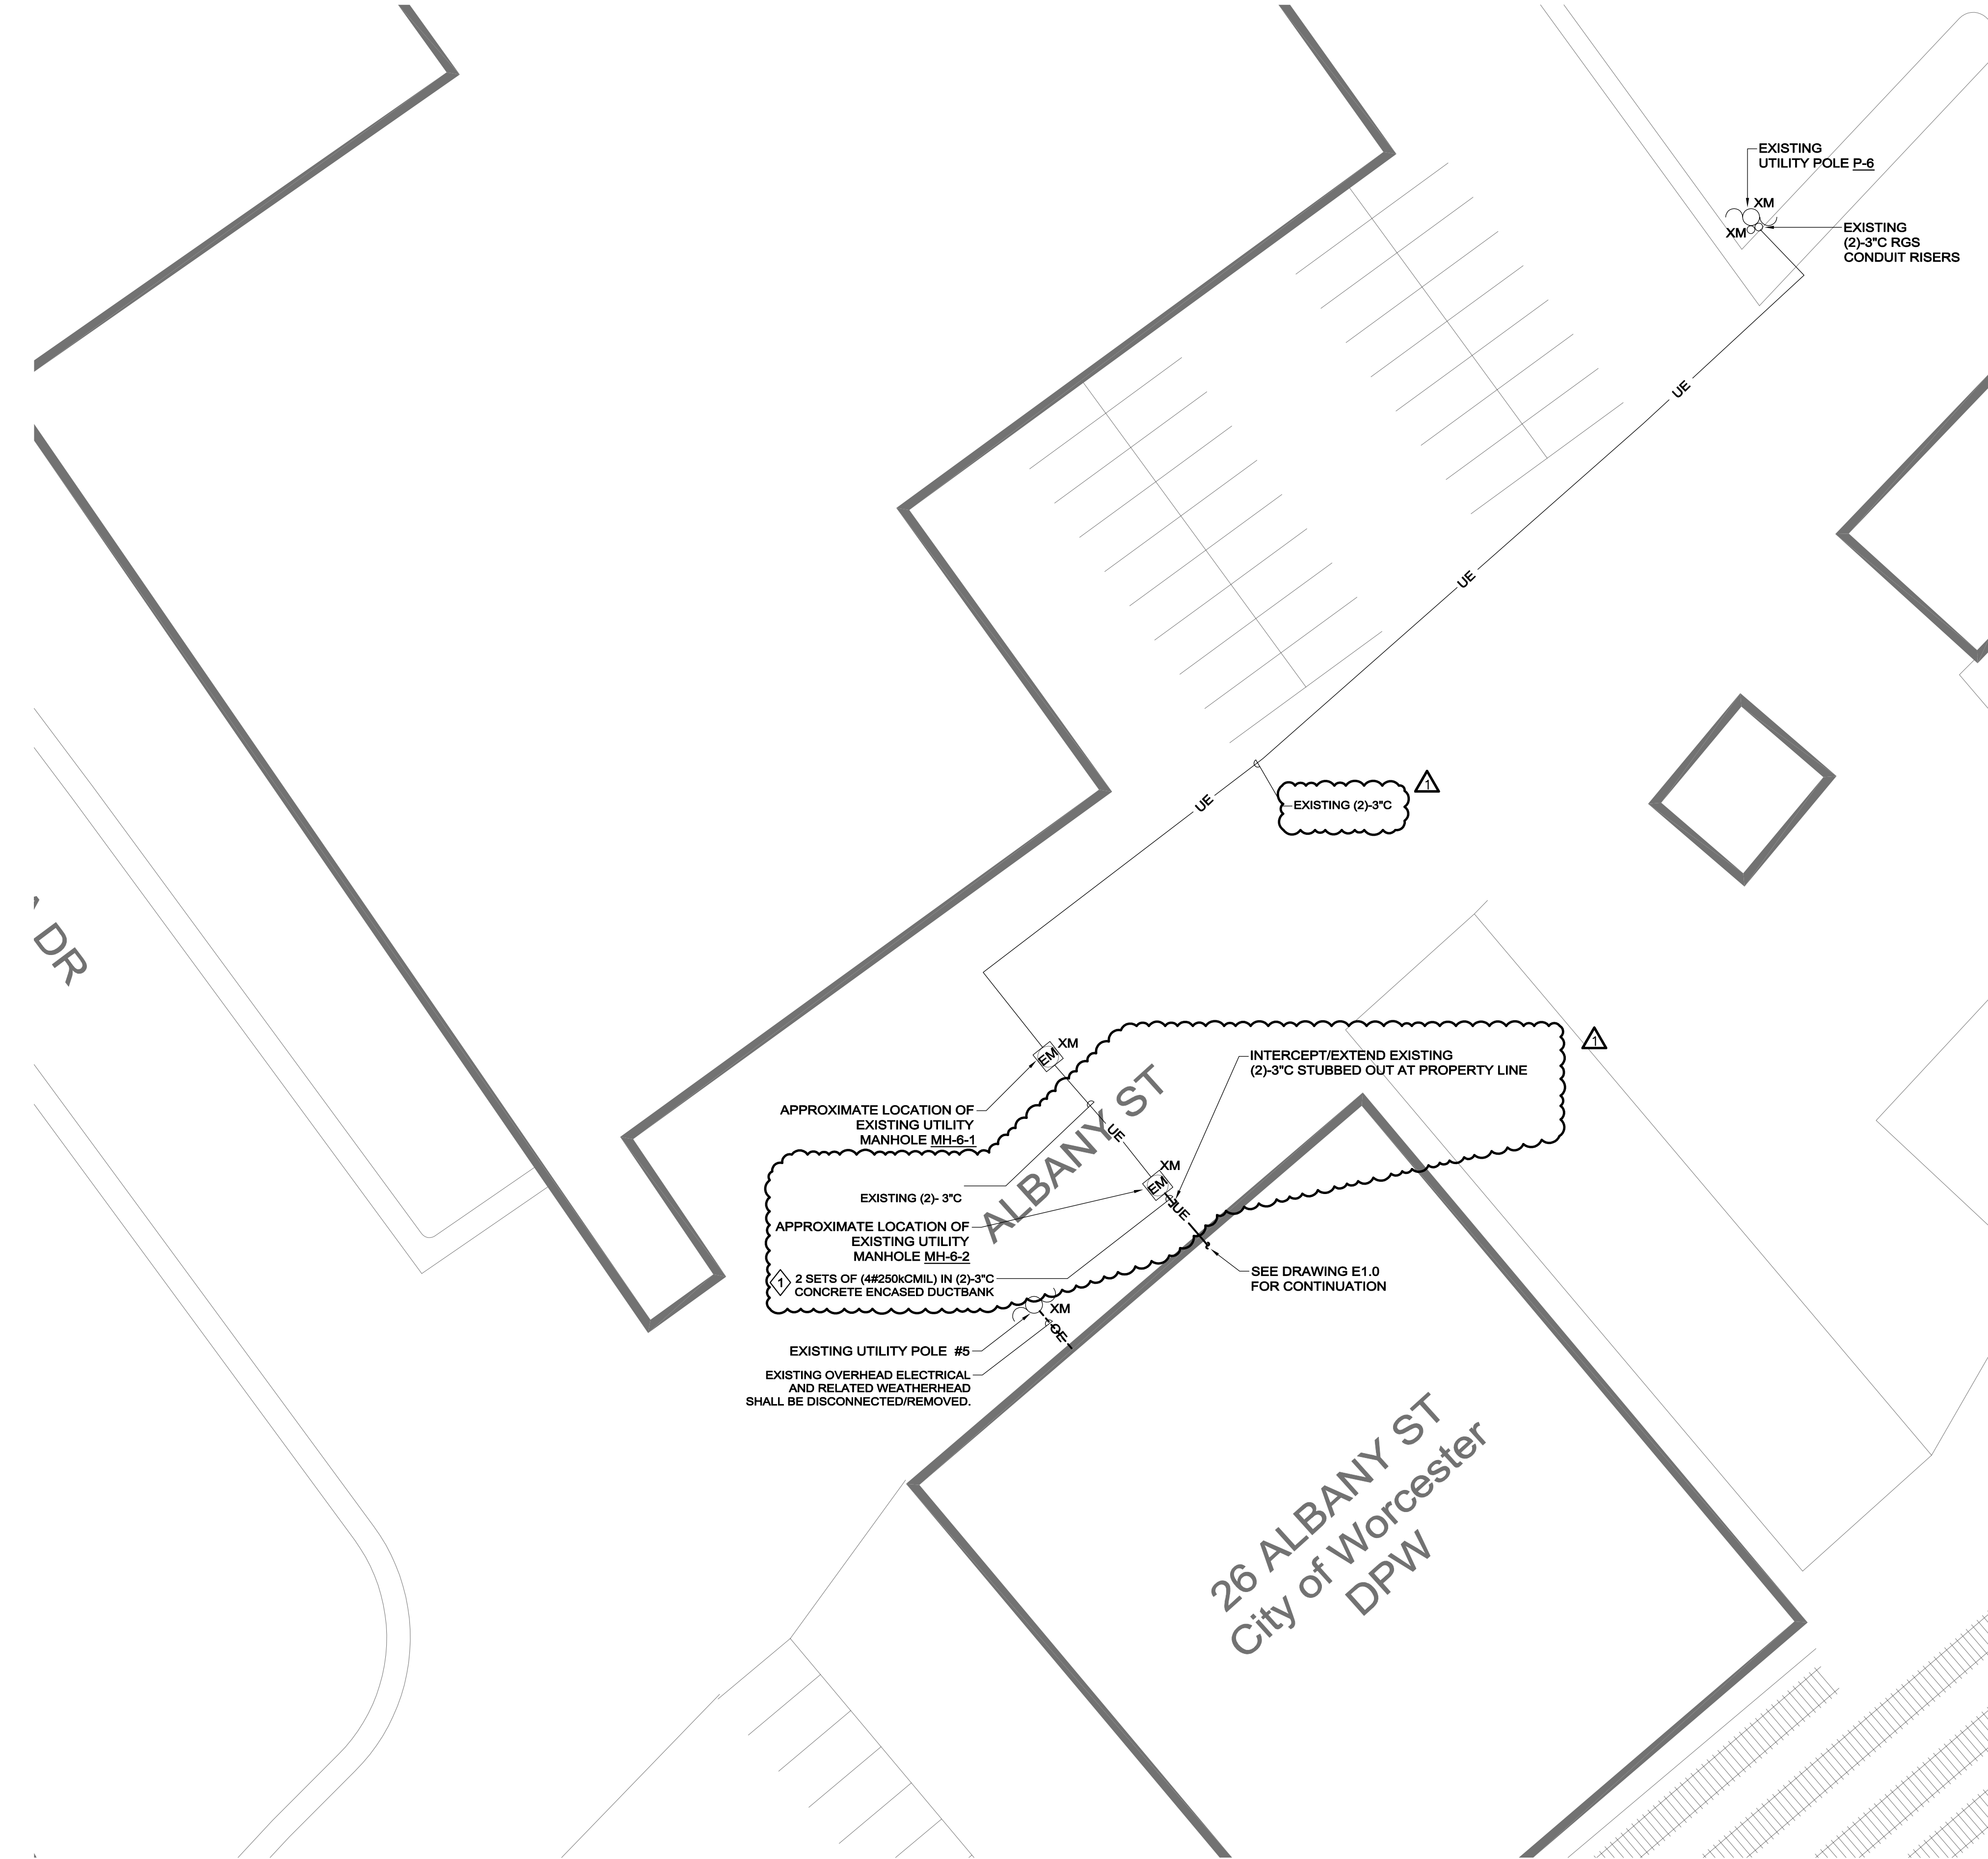 EXISTING
UTILITY POLE P-6
XM
XM
EXISTING
(2)-3"C RGS
CONDUIT RISERS
UE
UE
UE
EXISTING (2)-3"C
1
DR
XM
EM
APPROXIMATE LOCATION OF
EXISTING UTILITY
MANHOLE MH-6-1
INTERCEPT/EXTEND EXISTING
(2)-3"C STUBBED OUT AT PROPERTY LINE
1
ALBANY ST
UE
XM
EM
UE
EXISTING (2)- 3"C
APPROXIMATE LOCATION OF
EXISTING UTILITY
MANHOLE MH-6-2
1
2 SETS OF (4#250kCMIL) IN (2)-3"C
CONCRETE ENCASED DUCTBANK
SEE DRAWING E1.0
FOR CONTINUATION
XM
OE
EXISTING UTILITY POLE #5
EXISTING OVERHEAD ELECTRICAL
AND RELATED WEATHERHEAD
SHALL BE DISCONNECTED/REMOVED.
26 ALBANY ST
City of Worcester
DPW